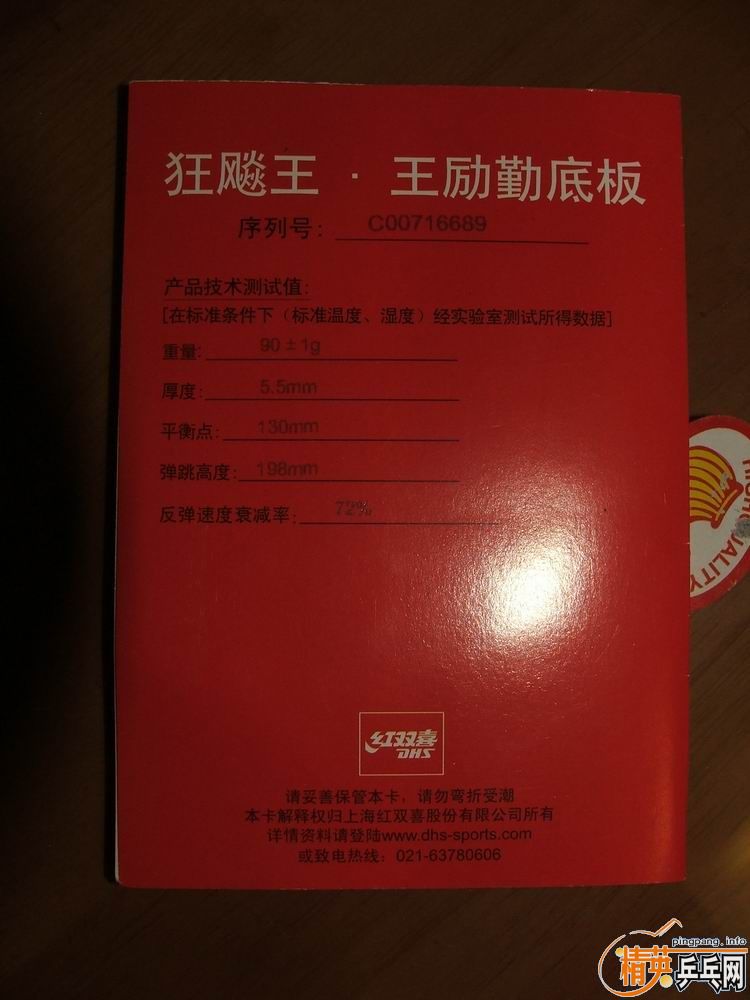 狂飚王 · 王励勤底板
序列号: C00716689
产品技术测试值:
[在标准条件下（标准温度、湿度）经实验室测试所得数据]
重量: 90±1g
厚度: 5.5mm
平衡点: 130mm
弹跳高度: 198mm
反弹速度衰减率: 72%
QUALITY
红双喜
DHS
请妥善保管本卡，请勿弯折受潮
本卡解释权归上海红双喜股份有限公司所有
详情资料请登陆www.dhs-sports.com
或致电热线: 021-63780606
pingpang.info
精英乒乓网